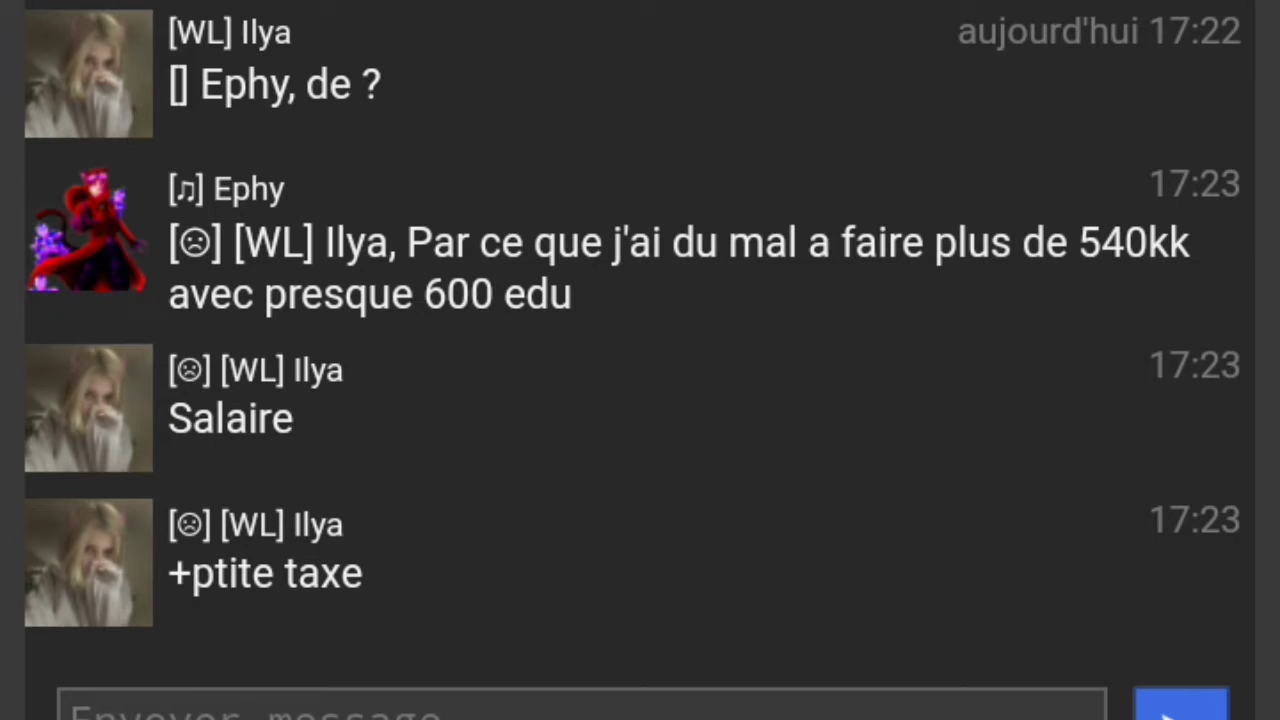 [WL] Ilya
aujourd'hui 17:22
[] Ephy, de ?
[♫] Ephy
17:23
[☹] [WL] Ilya, Par ce que j'ai du mal a faire plus de 540kk
avec presque 600 edu
[☹] [WL] Ilya
17:23
Salaire
[☹] [WL] Ilya
17:23
+ptite taxe
Envoyer message